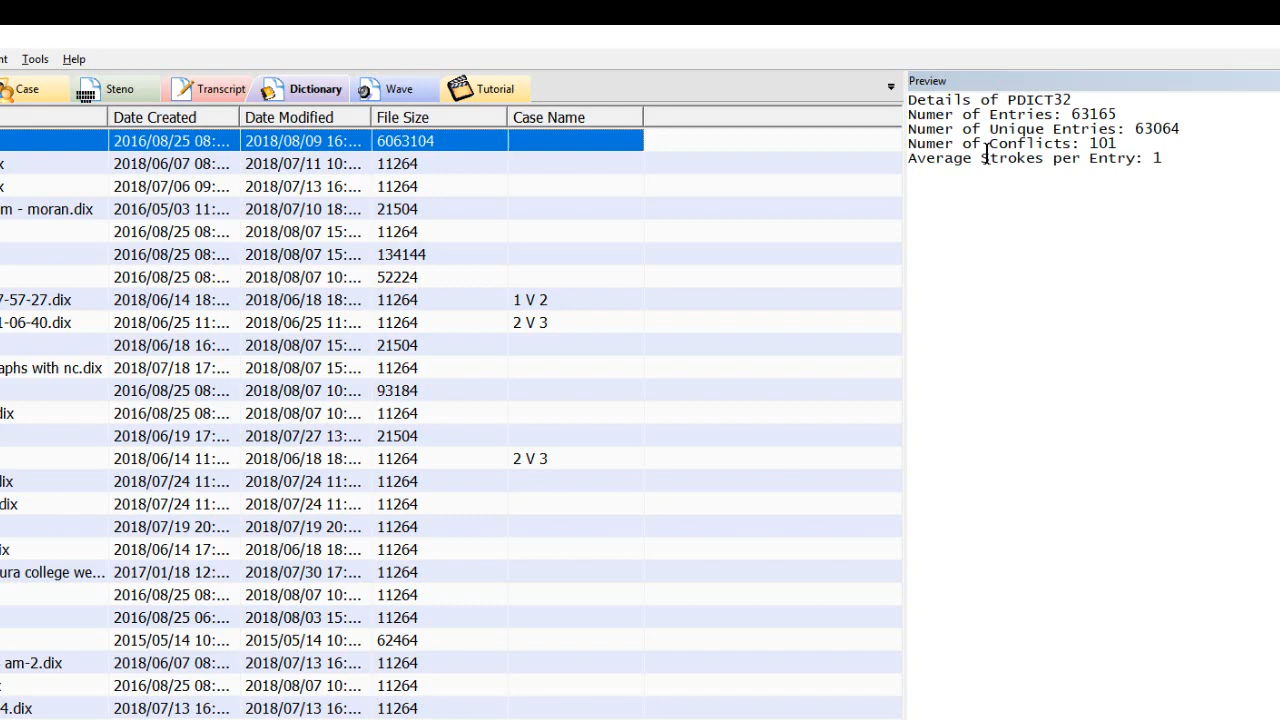 nt Tools Help
Case Steno Transcript Dictionary Wave Tutorial
Preview
Date Created Date Modified File Size Case Name
Details of PDICT32
Numer of Entries: 63165
Numer of Unique Entries: 63064
Numer of Conflicts: 101
Average Strokes per Entry: 1
2016/08/25 08:... 2018/08/09 16:... 6063104
x 2018/06/07 08:... 2018/07/11 10:... 11264
x 2018/07/06 09:... 2018/07/13 16:... 11264
m - moran.dix 2016/05/03 11:... 2018/07/10 18:... 21504
2016/08/25 08:... 2018/08/07 15:... 11264
2016/08/25 08:... 2018/08/07 15:... 134144
2016/08/25 08:... 2018/08/07 10:... 52224
7-57-27.dix 2018/06/14 18:... 2018/06/18 18:... 11264 1 V 2
1-06-40.dix 2018/06/25 11:... 2018/06/25 11:... 11264 2 V 3
2018/06/18 16:... 2018/08/07 15:... 21504
aphs with nc.dix 2018/07/18 17:... 2018/08/07 15:... 11264
2016/08/25 08:... 2018/08/07 10:... 93184
dix 2016/08/25 08:... 2018/08/07 10:... 11264
2018/06/19 17:... 2018/07/27 13:... 21504
2018/06/14 11:... 2018/06/18 18:... 11264 2 V 3
dix 2018/07/24 11:... 2018/07/24 11:... 11264
dix 2018/07/24 11:... 2018/07/24 11:... 11264
2018/07/19 20:... 2018/07/19 20:... 11264
ix 2018/06/14 17:... 2018/06/18 18:... 11264
ura college we... 2017/01/18 12:... 2018/07/30 17:... 11264
2016/08/25 08:... 2018/08/07 10:... 11264
2016/08/25 06:... 2018/08/03 15:... 11264
2015/05/14 10:... 2015/05/14 10:... 62464
am-2.dix 2018/06/07 08:... 2018/07/13 16:... 11264
2016/08/25 08:... 2018/08/07 10:... 11264
4.dix 2018/07/13 16:... 2018/07/13 16:... 11264